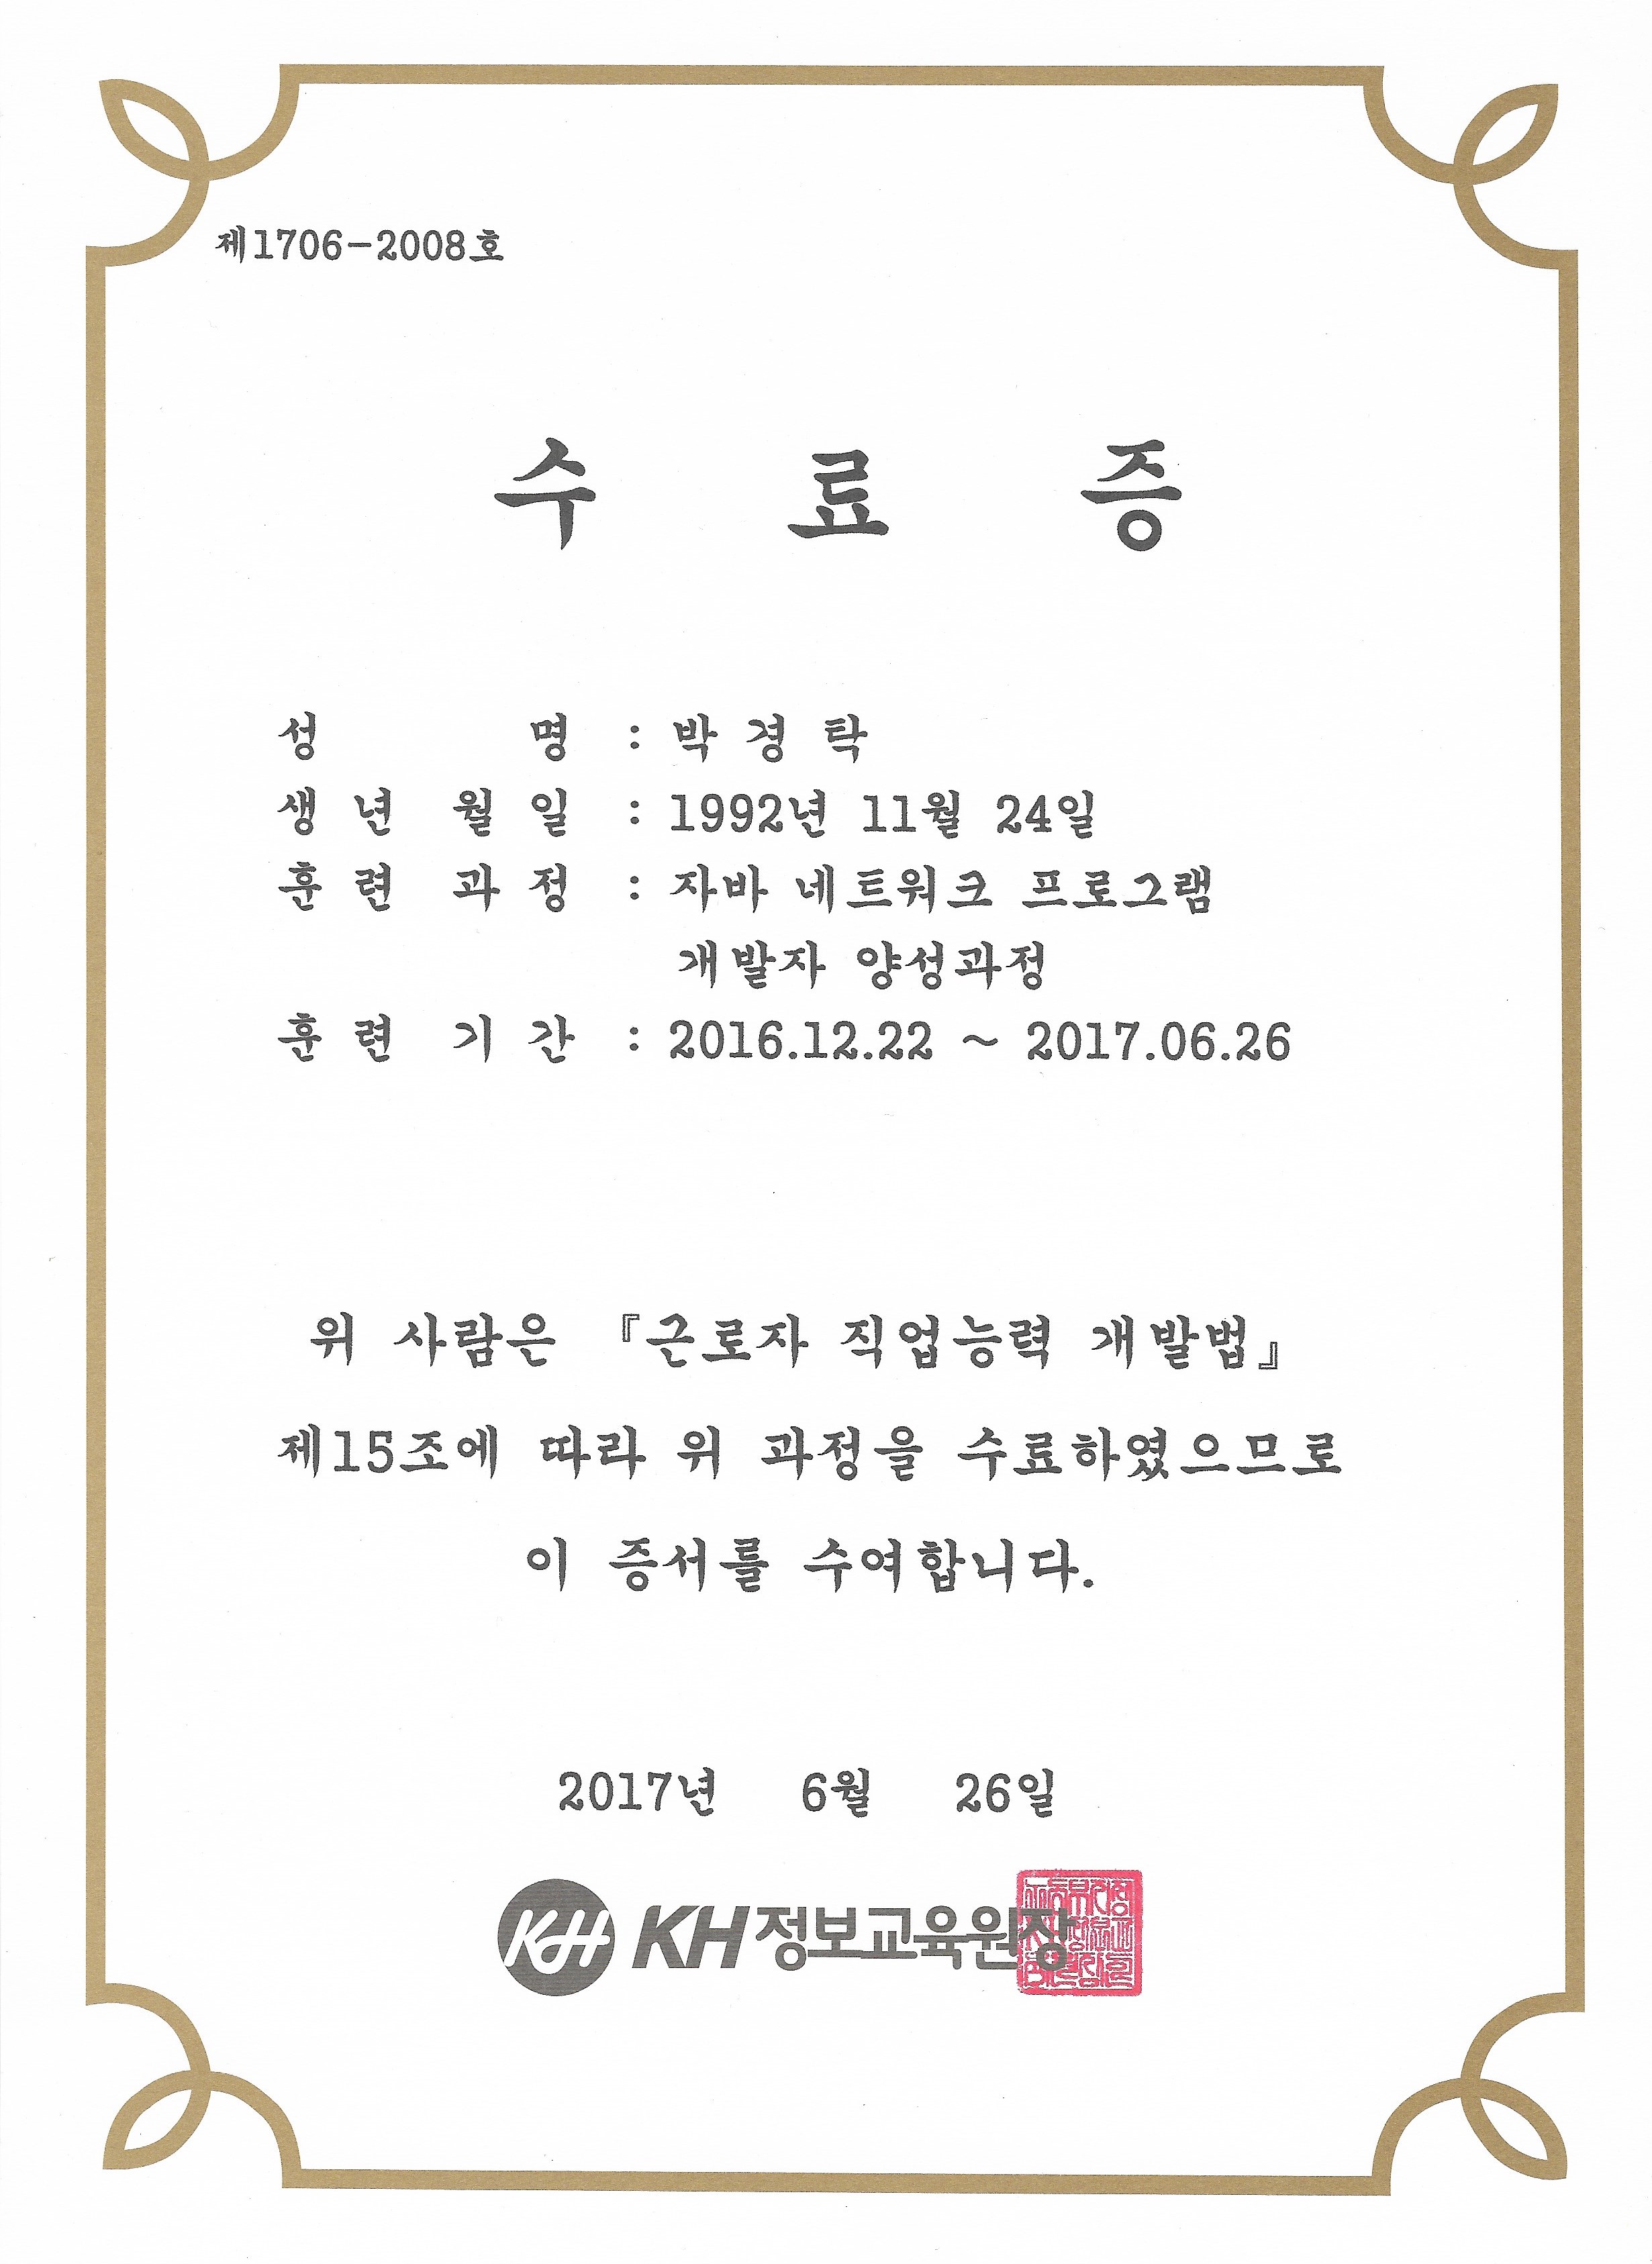 제1706-2008호
수 료 증
성 명 : 박 경 탁
생 년 월 일 : 1992년 11월 24일
훈 련 과 정 : 자바 네트워크 프로그램
개발자 양성과정
훈 련 기 간 : 2016.12.22 ~ 2017.06.26
위 사람은 『근로자 직업능력 개발법』
제15조에 따라 위 과정을 수료하였으므로
이 증서를 수여합니다.
2017년 6월 26일
KH KH정보교육원장